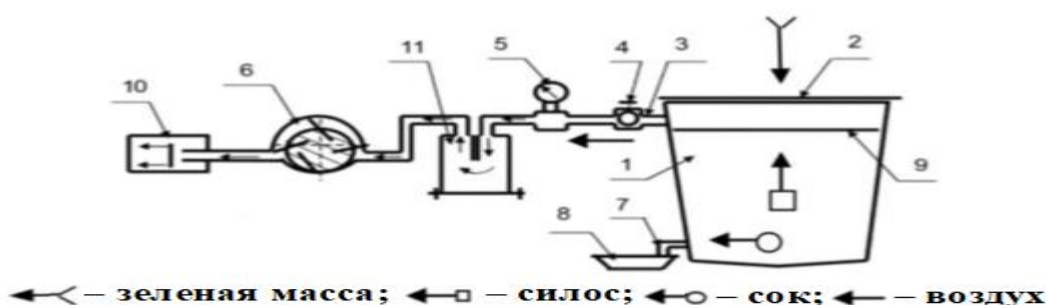 11 5 4 3 2
6
10
1 9
8 7
– зеленая масса; – силос; – сок; – воздух